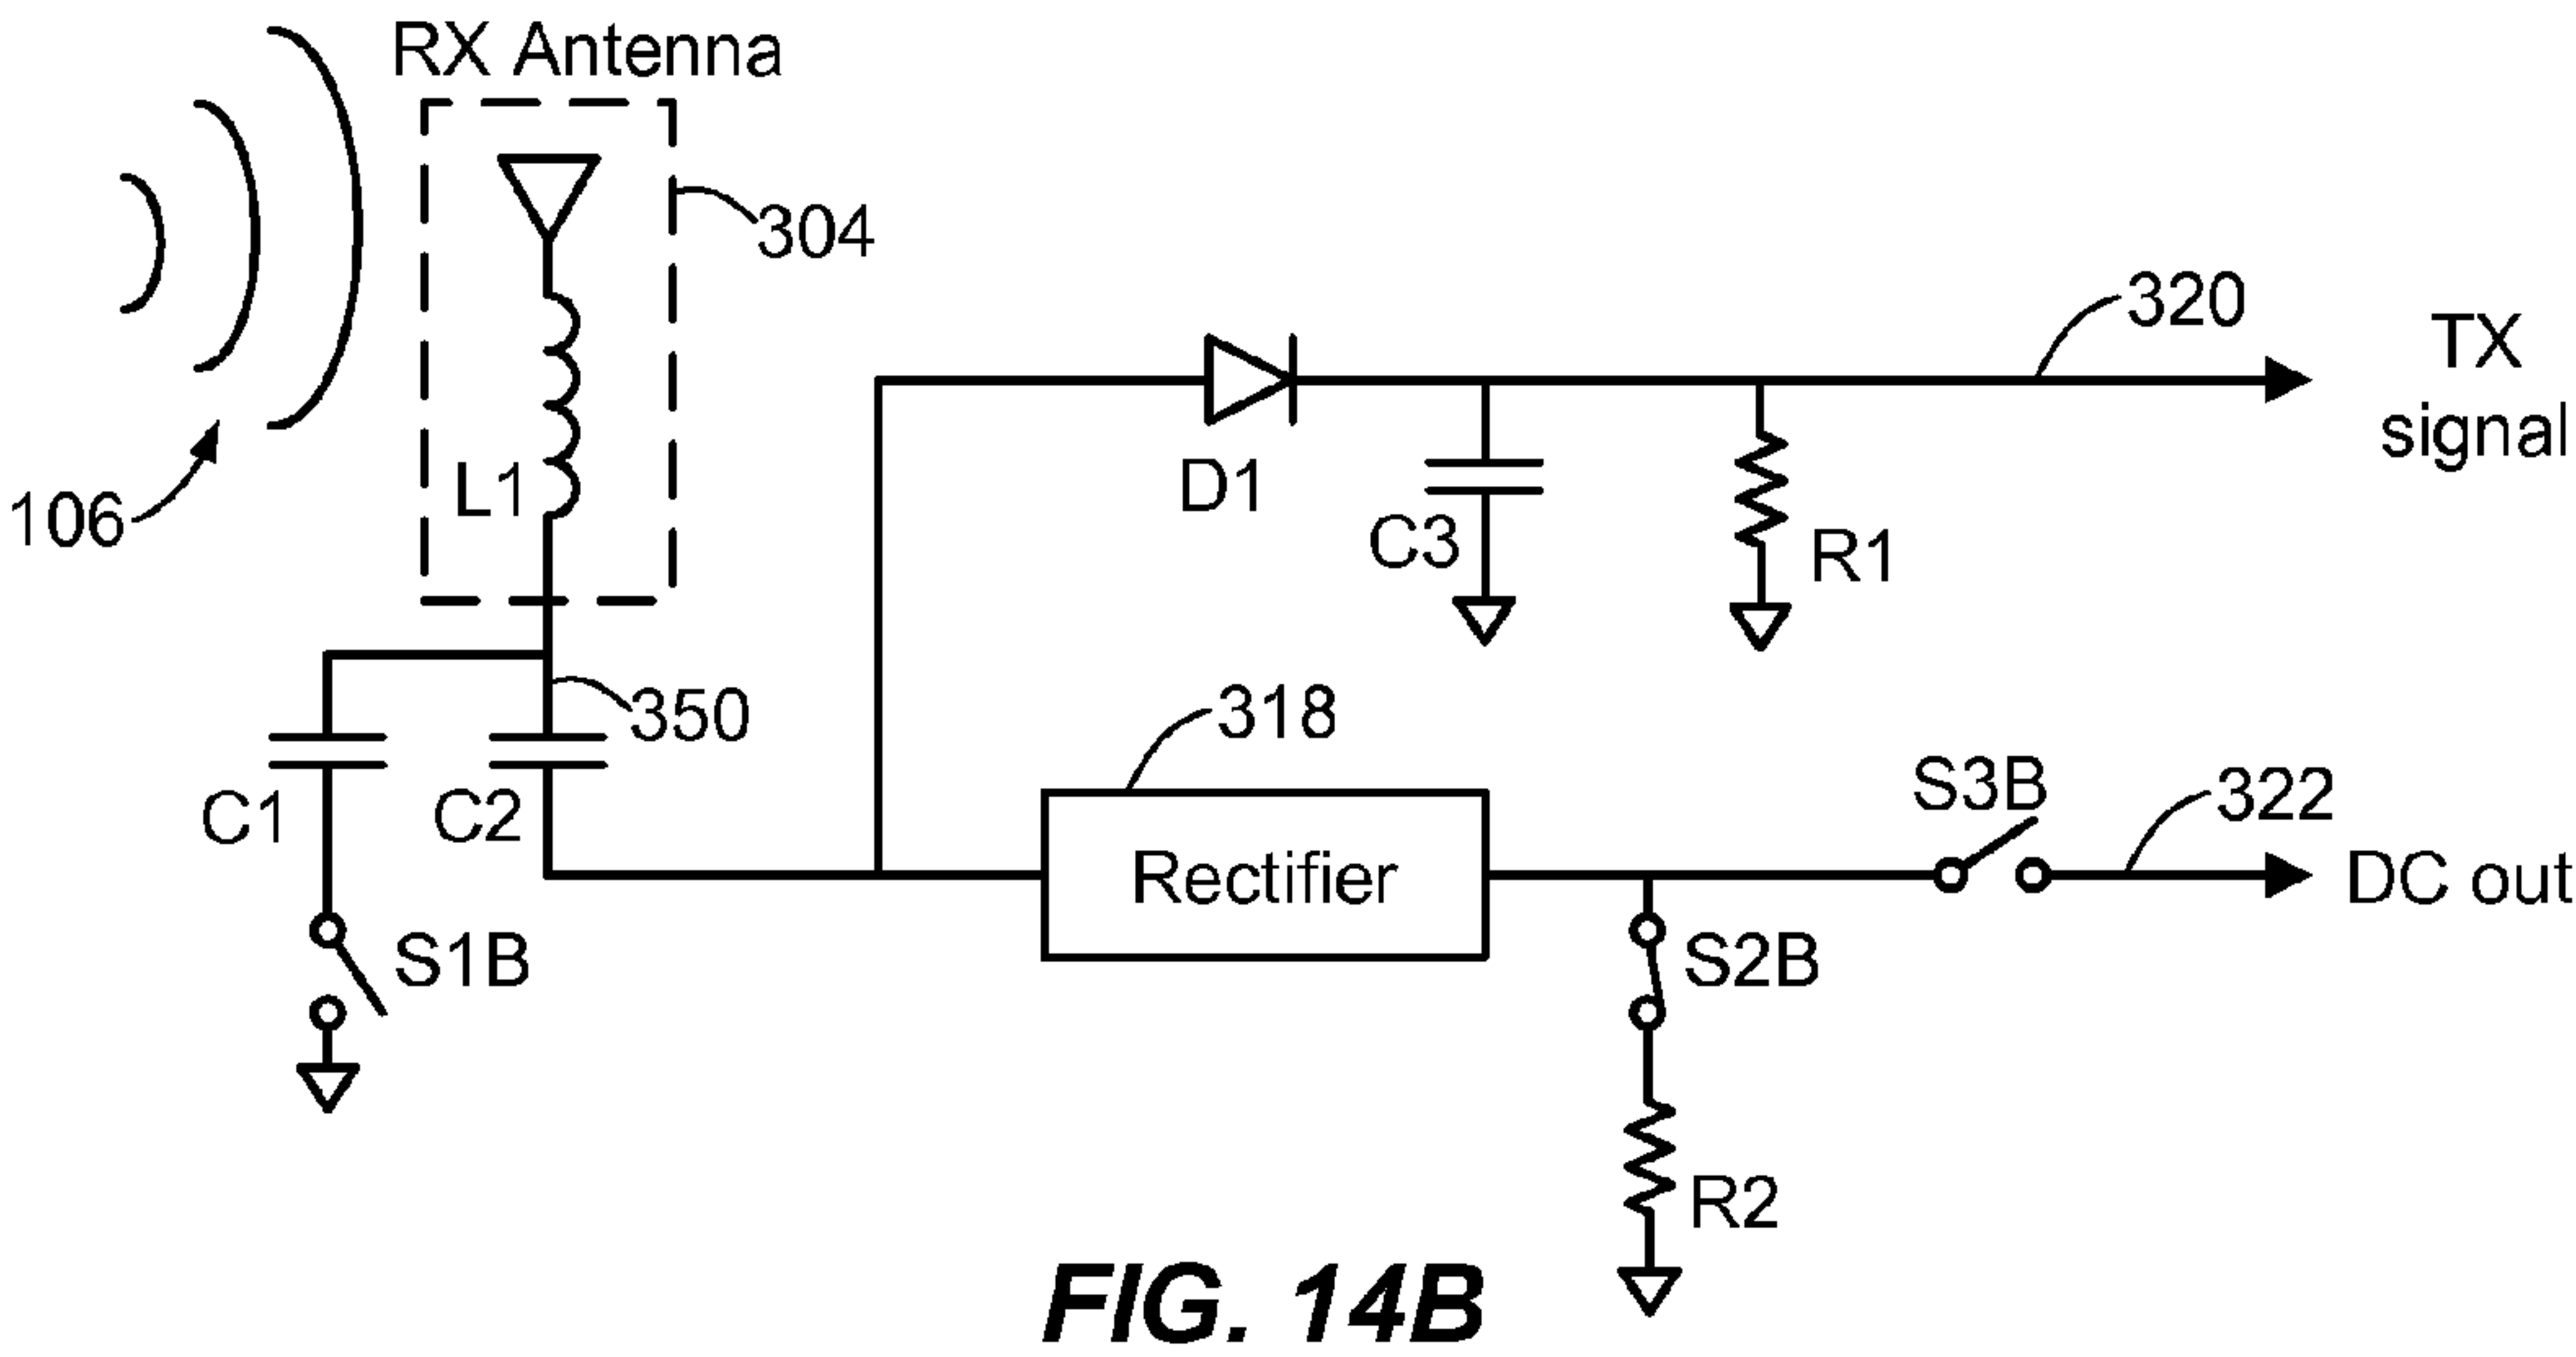 RX Antenna
304
320
TX
signal
L1
106
D1
C3
R1
350
318
S3B
322
C1
C2
Rectifier
DC out
S1B
S2B
R2
FIG. 14B